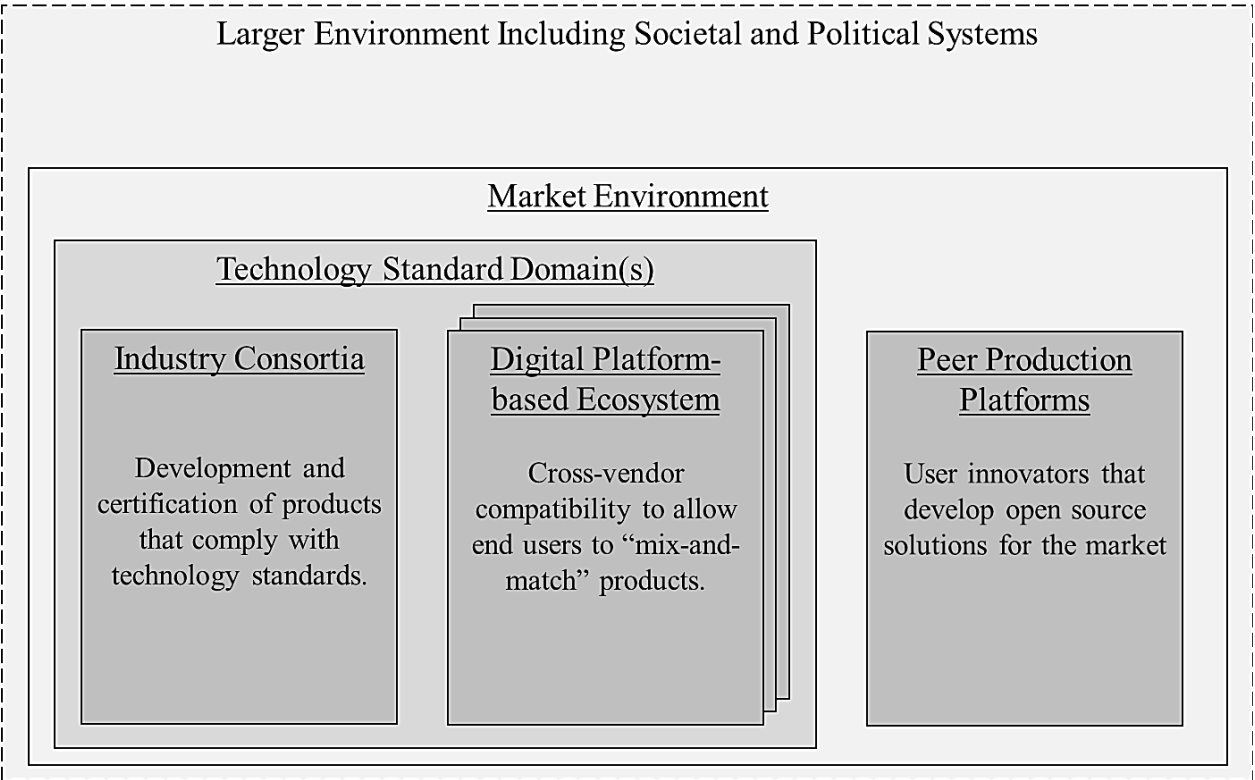 Larger Environment Including Societal and Political Systems
Market Environment
Technology Standard Domain(s)
Industry Consortia
Development and
certification of products
that comply with
technology standards.
Digital Platform-
based Ecosystem
Cross-vendor
compatibility to allow
end users to “mix-and-
match” products.
Peer Production
Platforms
User innovators that
develop open source
solutions for the market